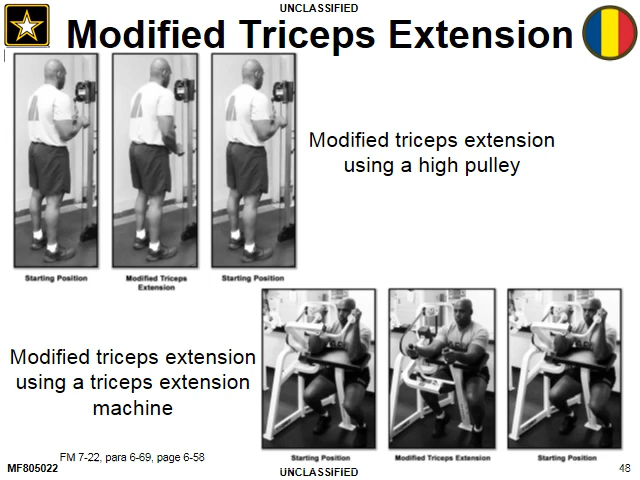 UNCLASSIFIED
Modified Triceps Extension
Modified triceps extension
using a high pulley
Starting Position
Modified Triceps
Extension
Starting Position
Modified triceps extension
using a triceps extension
machine
Starting Position
Modified Triceps Extension
Starting Position
FM 7-22, para 6-69, page 6-58
MF805022
UNCLASSIFIED
48